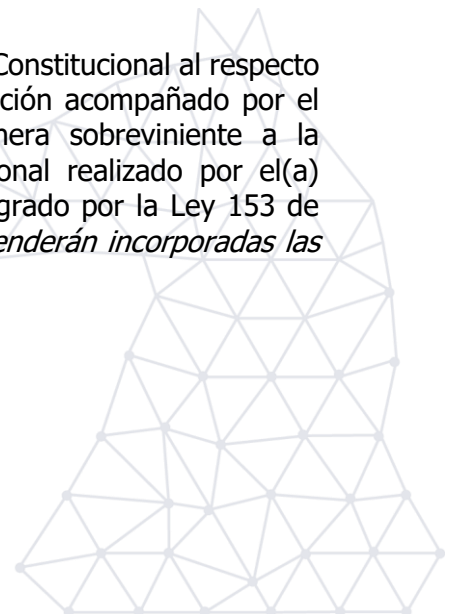 Constitucional al respecto
ción acompañado por el
nera sobreviniente a la
onal realizado por el(a)
grado por la Ley 153 de
enderán incorporadas las